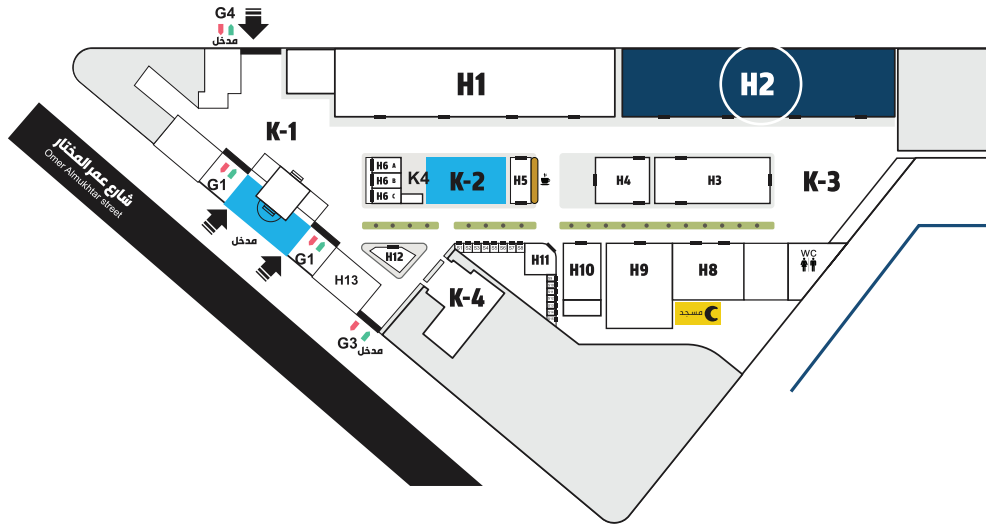 G4
مدخل
H1
H2
K-1
شارع عمر المختار
Omer Almukhtar street
G1
H6 A
H6 B
H6 C
K4
K-2
H5
H4
H3
K-3
مدخل
G1
H12
H13
H11
H10
H9
H8
WC
K-4
مسجد
G3
مدخل